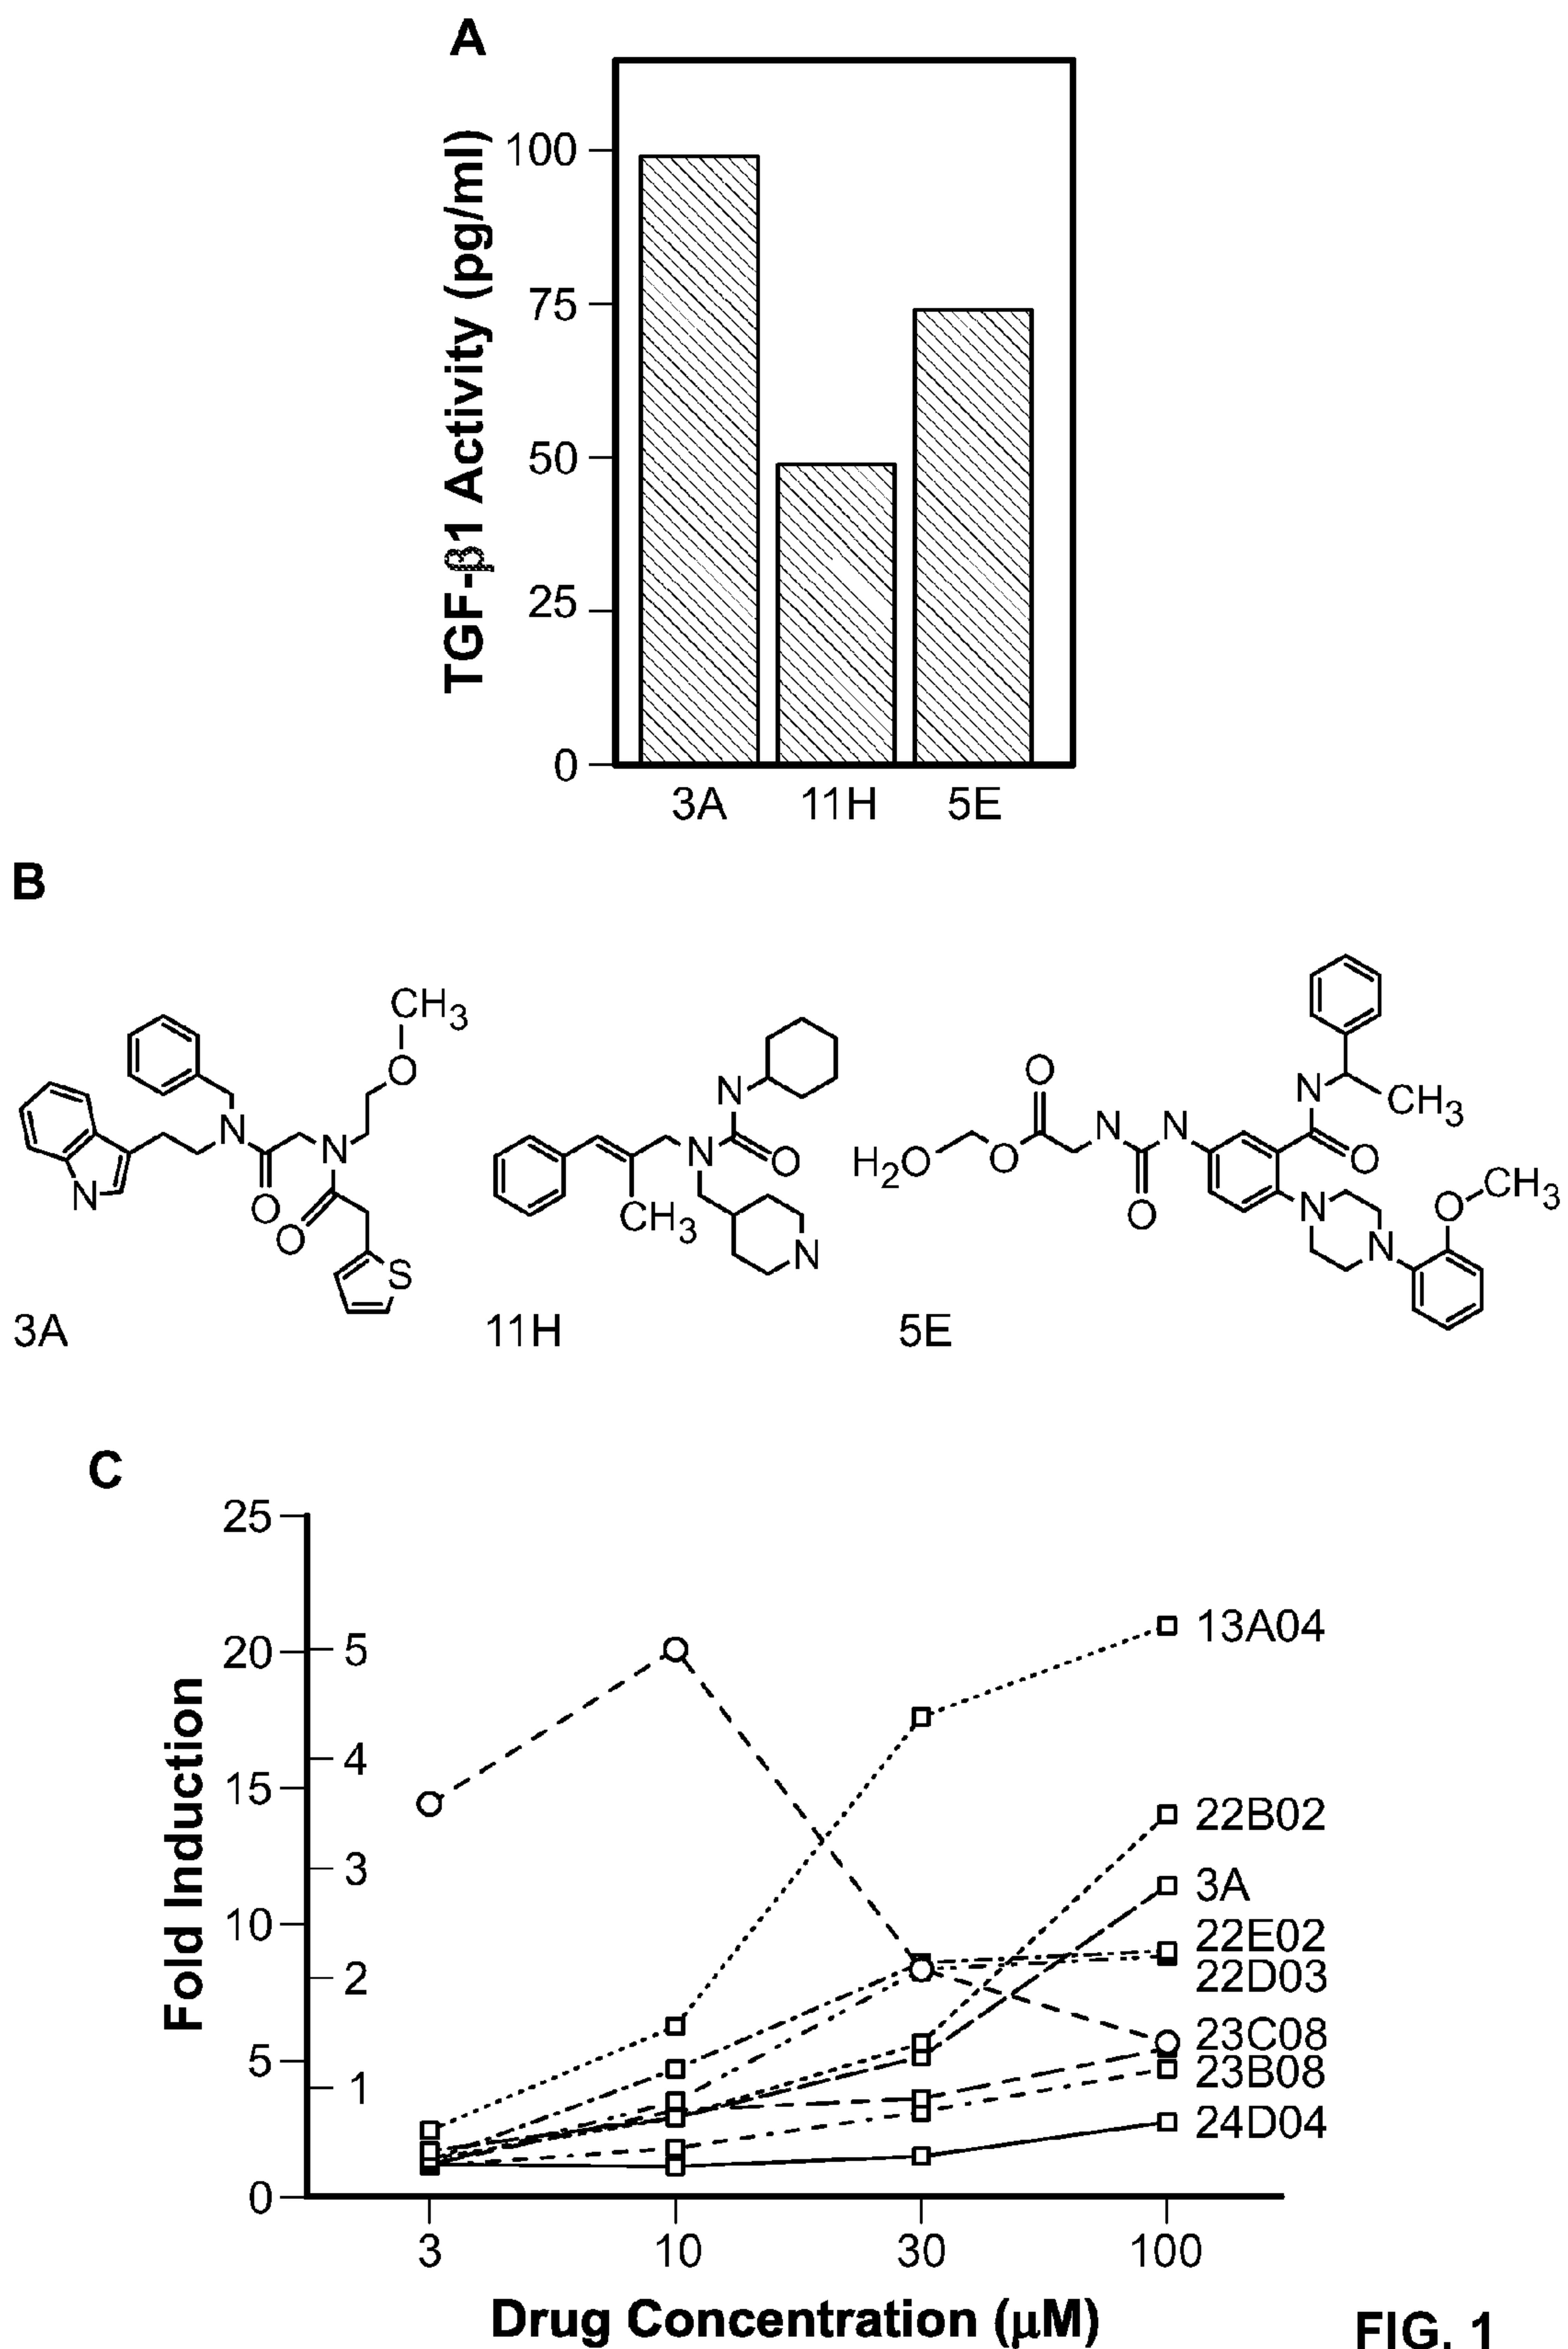 A
TGF-β1 Activity (pg/ml)
100
75
50
25
0
3A 11H 5E
B
CH3
O
N
N
O
O
N
S
3A
N
N
O
CH3
N
11H
O
N
CH3
N
N
O
H2O
O
O
N
N
O
CH3
5E
C
Fold Induction
25
20
15
10
5
0
5
4
3
2
1
13A04
22B02
3A
22E02
22D03
23C08
23B08
24D04
3 10 30 100
Drug Concentration (μM)
FIG. 1